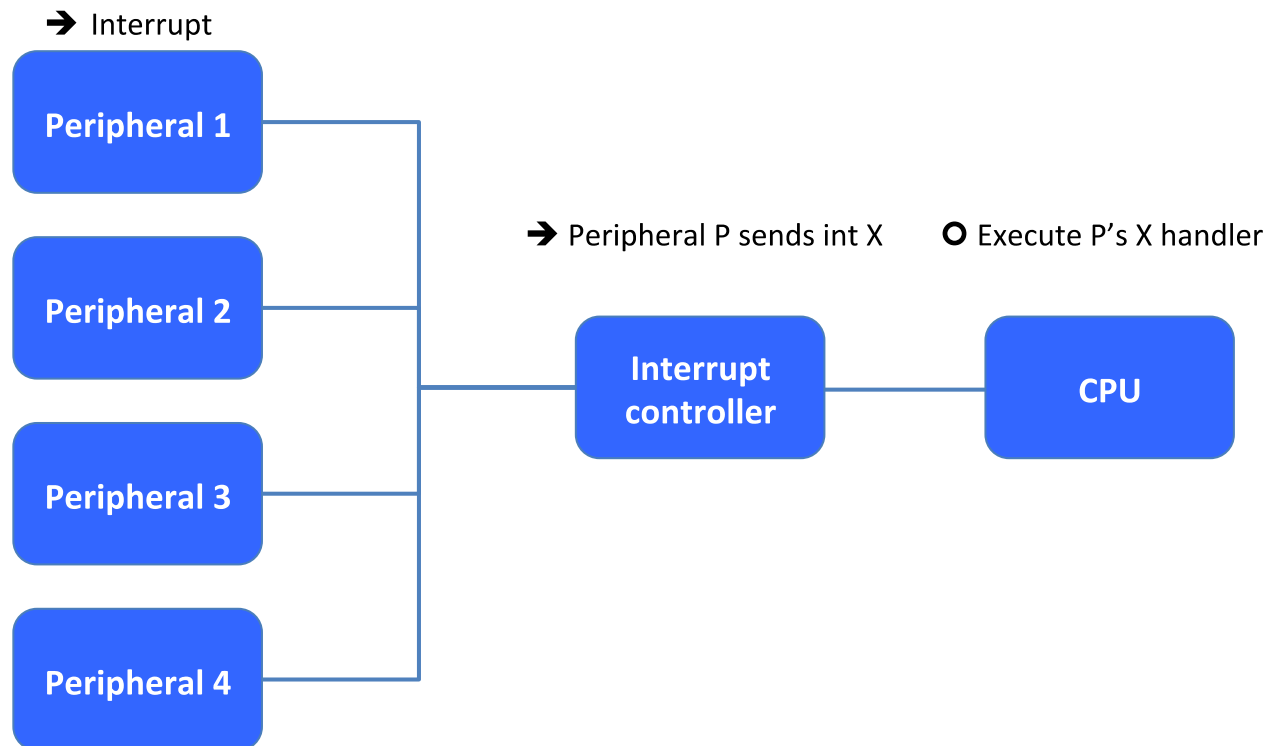 ➔ Interrupt
Peripheral 1
Peripheral 2
Peripheral 3
Peripheral 4
➔ Peripheral P sends int X
Interrupt
controller
Execute P’s X handler
CPU